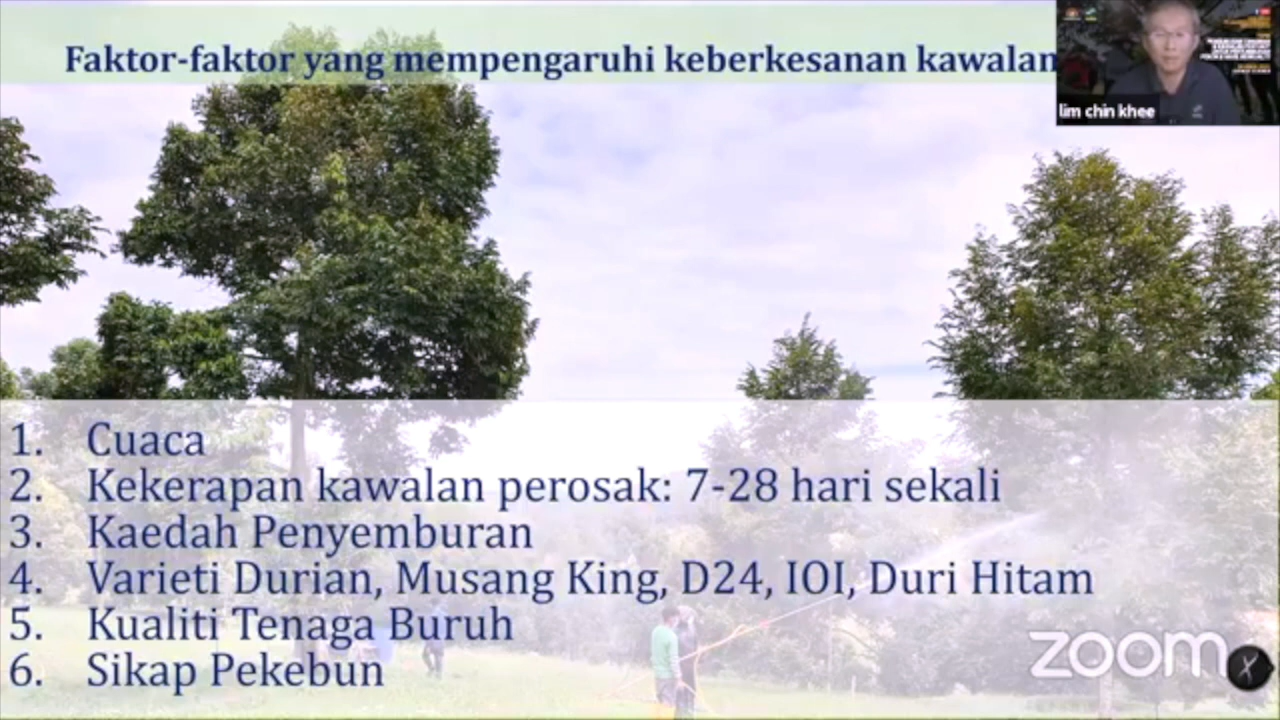 Faktor-faktor yang mempengaruhi keberkesanan kawalan
lim chin khee
1. Cuaca
2. Kekerapan kawalan perosak: 7-28 hari sekali
3. Kaedah Penyemburan
4. Varieti Durian, Musang King, D24, IOI, Duri Hitam
5. Kualiti Tenaga Buruh
6. Sikap Pekebun
zoom